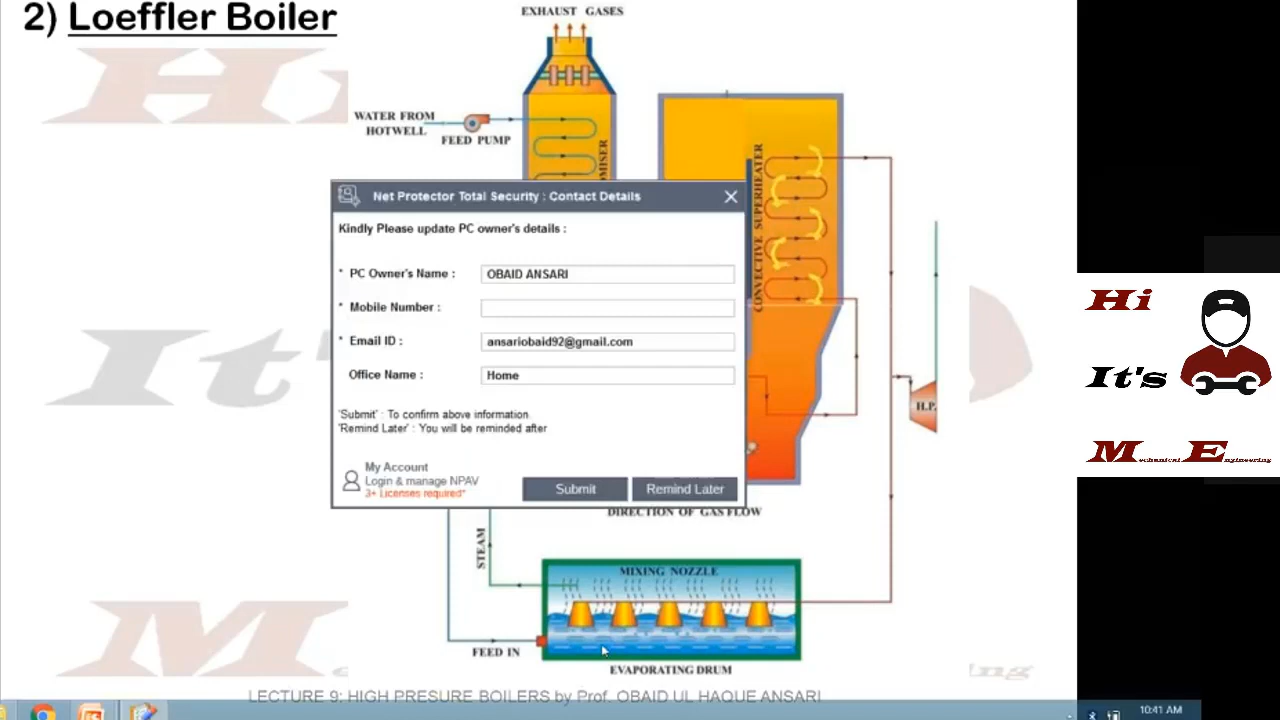 2) Loeffler Boiler
EXHAUST GASES
WATER FROM
HOTWELL
FEED PUMP
CONVECTIVE SUPERHEATER
Net Protector Total Security : Contact Details
Kindly Please update PC owner's details :
* PC Owner's Name : OBAID ANSARI
* Mobile Number :
* Email ID : ansariobaid92@gmail.com
Office Name : Home
'Submit' : To confirm above information
'Remind Later' : You will be reminded after
My Account
Login & manage NPAV
3+ Licenses required*
Submit
Remind Later
H.P.
DIRECTION OF GAS FLOW
STEAM
MIXING NOZZLE
FEED IN
EVAPORATING DRUM
LECTURE 9: HIGH PRESURE BOILERS by Prof. OBAID UL HAQUE ANSARI
10:41 AM
Hi
It's
Mechanical Engineering
Hi
It's